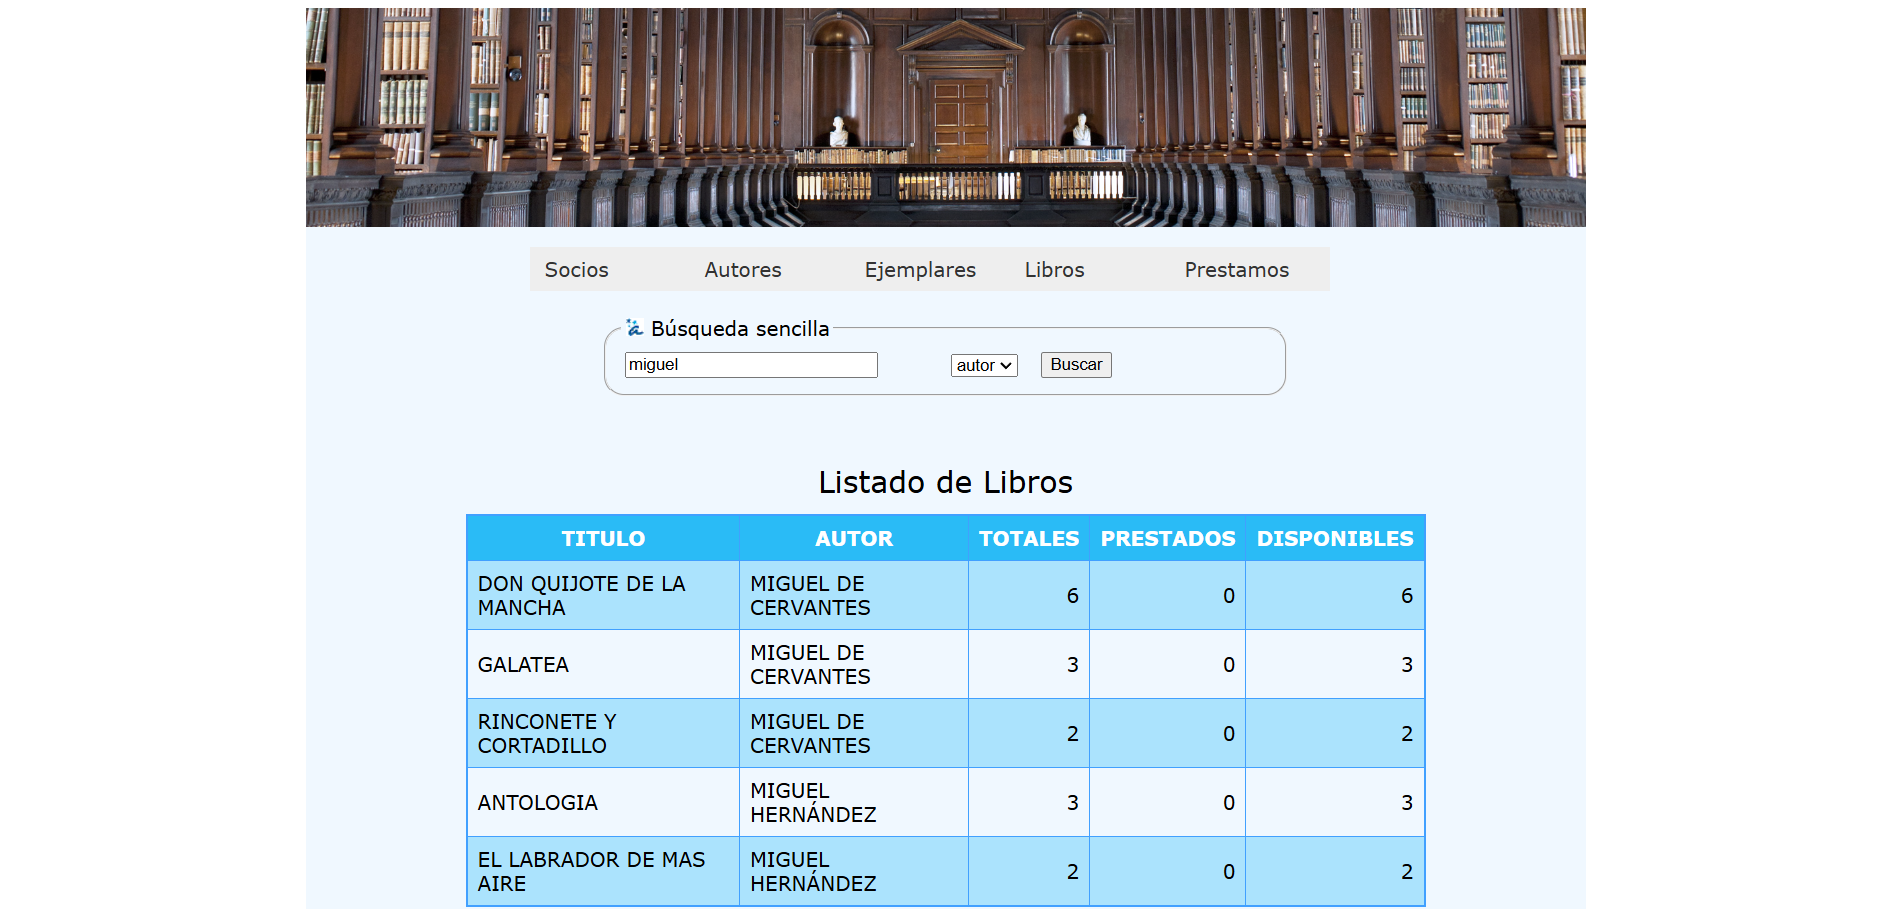 Socios Autores Ejemplares Libros Prestamos
Búsqueda sencilla
miguel autor Buscar
Listado de Libros
TITULO AUTOR TOTALES PRESTADOS DISPONIBLES
DON QUIJOTE DE LA
MANCHA
MIGUEL DE
CERVANTES
6 0 6
GALATEA
MIGUEL DE
CERVANTES
3 0 3
RINCONETE Y
CORTADILLO
MIGUEL DE
CERVANTES
2 0 2
ANTOLOGIA
MIGUEL
HERNÁNDEZ
3 0 3
EL LABRADOR DE MAS
AIRE
MIGUEL
HERNÁNDEZ
2 0 2